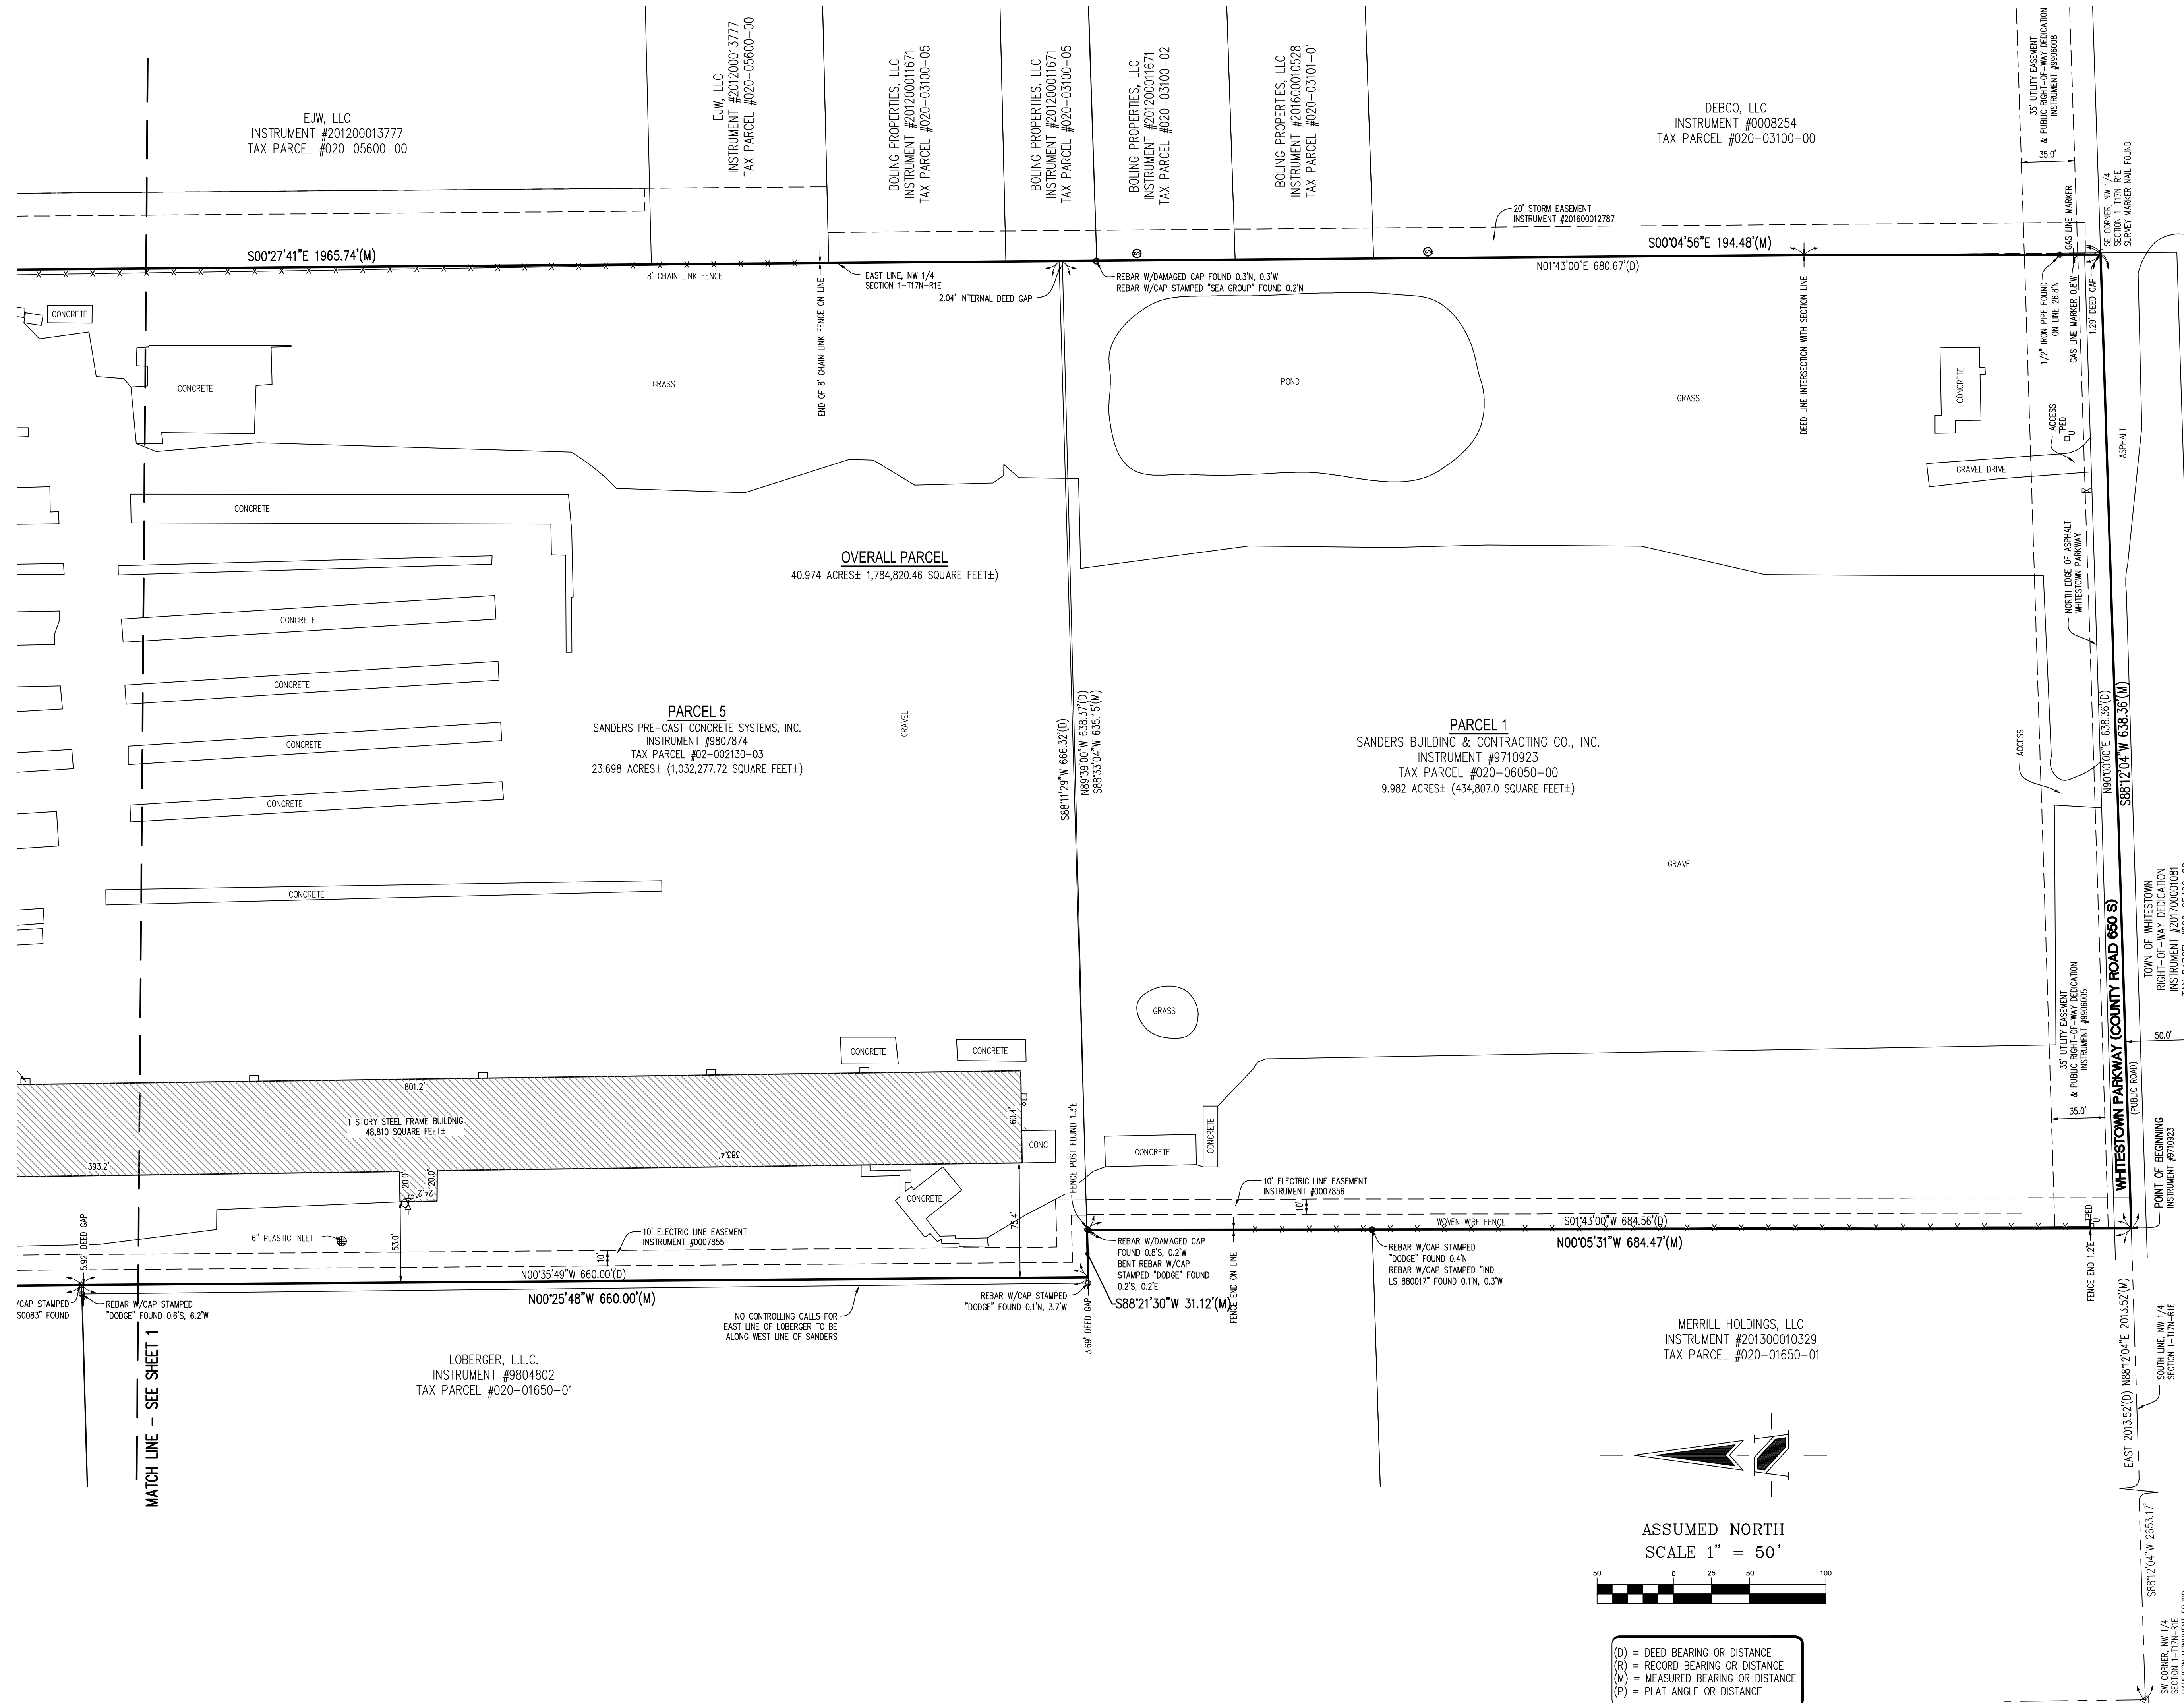 EJW, LLC
INSTRUMENT #201200013777
TAX PARCEL #020-05600-00
EJW, LLC
INSTRUMENT #201200013777
TAX PARCEL #020-05600-00
BOLING PROPERTIES, LLC
INSTRUMENT #201200011671
TAX PARCEL #020-03100-05
BOLING PROPERTIES, LLC
INSTRUMENT #201200011671
TAX PARCEL #020-03100-05
BOLING PROPERTIES, LLC
INSTRUMENT #201200011671
TAX PARCEL #020-03100-02
BOLING PROPERTIES, LLC
INSTRUMENT #201600010528
TAX PARCEL #020-03101-01
DEBCO, LLC
INSTRUMENT #0008254
TAX PARCEL #020-03100-00
35' UTILITY EASEMENT
& PUBLIC RIGHT-OF-WAY DEDICATION
INSTRUMENT #9906008
35.0'
GAS LINE MARKER
SE CORNER, NW 1/4
SECTION 1-T17N-R1E
SURVEY MARKER NAIL FOUND
20' STORM EASEMENT
INSTRUMENT #201600012787
S00°27'41"E 1965.74'(M)
S00°04'56"E 194.48'(M)
8' CHAIN LINK FENCE
EAST LINE, NW 1/4
SECTION 1-T17N-R1E
2.04' INTERNAL DEED GAP
REBAR W/DAMAGED CAP FOUND 0.3'N, 0.3'W
REBAR W/CAP STAMPED "SEA GROUP" FOUND 0.2'N
N01°43'00"E 680.67'(D)
END OF 8' CHAIN LINK FENCE ON LINE
DEED LINE INTERSECTION WITH SECTION LINE
1/2" IRON PIPE FOUND
ON LINE 26.8'N
GAS LINE MARKER 0.8'W
1.29' DEED GAP
CONCRETE
CONCRETE
GRASS
POND
GRASS
CONCRETE
ACCESS
TPED
U
ASPHALT
GRAVEL DRIVE
CONCRETE
NORTH EDGE OF ASPHALT
WHITESTOWN PARKWAY
OVERALL PARCEL
40.974 ACRES± 1,784,820.46 SQUARE FEET±)
CONCRETE
CONCRETE
CONCRETE
CONCRETE
CONCRETE
PARCEL 5
SANDERS PRE-CAST CONCRETE SYSTEMS, INC.
INSTRUMENT #9807874
TAX PARCEL #02-002130-03
23.698 ACRES± (1,032,277.72 SQUARE FEET±)
GRAVEL
S88°11'29"W 666.32'(D)
N89°39'00"W 638.37'(D)
S88°33'04"W 635.15'(M)
PARCEL 1
SANDERS BUILDING & CONTRACTING CO., INC.
INSTRUMENT #9710923
TAX PARCEL #020-06050-00
9.982 ACRES± (434,807.0 SQUARE FEET±)
ACCESS
N90°00'00"E 638.36'(D)
S88°12'04"W 638.36'(M)
GRAVEL
GRASS
CONCRETE
CONCRETE
35' UTILITY EASEMENT
& PUBLIC RIGHT-OF-WAY DEDICATION
INSTRUMENT #9906005
35.0'
WHITESTOWN PARKWAY (COUNTY ROAD 650 S)
(PUBLIC ROAD)
TOWN OF WHITESTOWN
RIGHT-OF-WAY DEDICATION
INSTRUMENT #201700001081
50.0'
POINT OF BEGINNING
INSTRUMENT #9710923
801.2'
1 STORY STEEL FRAME BUILDNIG
48,810 SQUARE FEET±
393.2'
383.4'
60.4'
20.0'
24.2'
20.0'
G
CONC
CONCRETE
CONCRETE
CONCRETE
FENCE POST FOUND 1.3'E
75.4'
53.0'
6" PLASTIC INLET
5.92' DEED GAP
10' ELECTRIC LINE EASEMENT
INSTRUMENT #0007855
10'
10' ELECTRIC LINE EASEMENT
INSTRUMENT #0007856
10'
WOVEN WIRE FENCE
S01°43'00"W 684.56'(D)
N00°05'31"W 684.47'(M)
TPED
U
FENCE END 1.2'E
REBAR W/DAMAGED CAP
FOUND 0.8'S, 0.2'W
BENT REBAR W/CAP
STAMPED "DODGE" FOUND
0.2'S, 0.2'E
FENCE END ON LINE
REBAR W/CAP STAMPED
"DODGE" FOUND 0.4'N
REBAR W/CAP STAMPED "IND
LS 880017" FOUND 0.1'N, 0.3'W
N00°35'49"W 660.00'(D)
N00°25'48"W 660.00'(M)
/CAP STAMPED
S0083" FOUND
REBAR W/CAP STAMPED
"DODGE" FOUND 0.6'S, 6.2'W
NO CONTROLLING CALLS FOR
EAST LINE OF LOBERGER TO BE
ALONG WEST LINE OF SANDERS
REBAR W/CAP STAMPED
"DODGE" FOUND 0.1'N, 3.7'W
S88°21'30"W 31.12'(M)
3.69' DEED GAP
MERRILL HOLDINGS, LLC
INSTRUMENT #201300010329
TAX PARCEL #020-01650-01
LOBERGER, L.L.C.
INSTRUMENT #9804802
TAX PARCEL #020-01650-01
MATCH LINE - SEE SHEET 1
EAST 2013.52'(D) N88°12'04"E 2013.52'(M)
SOUTH LINE, NW 1/4
SECTION 1-T17N-R1E
S88°12'04"W 2653.17'
SW CORNER, NW 1/4
SECTION 1-T17N-R1E
ASSUMED NORTH
SCALE 1" = 50'
50 0 25 50 100
(D) = DEED BEARING OR DISTANCE
(R) = RECORD BEARING OR DISTANCE
(M) = MEASURED BEARING OR DISTANCE
(P) = PLAT ANGLE OR DISTANCE